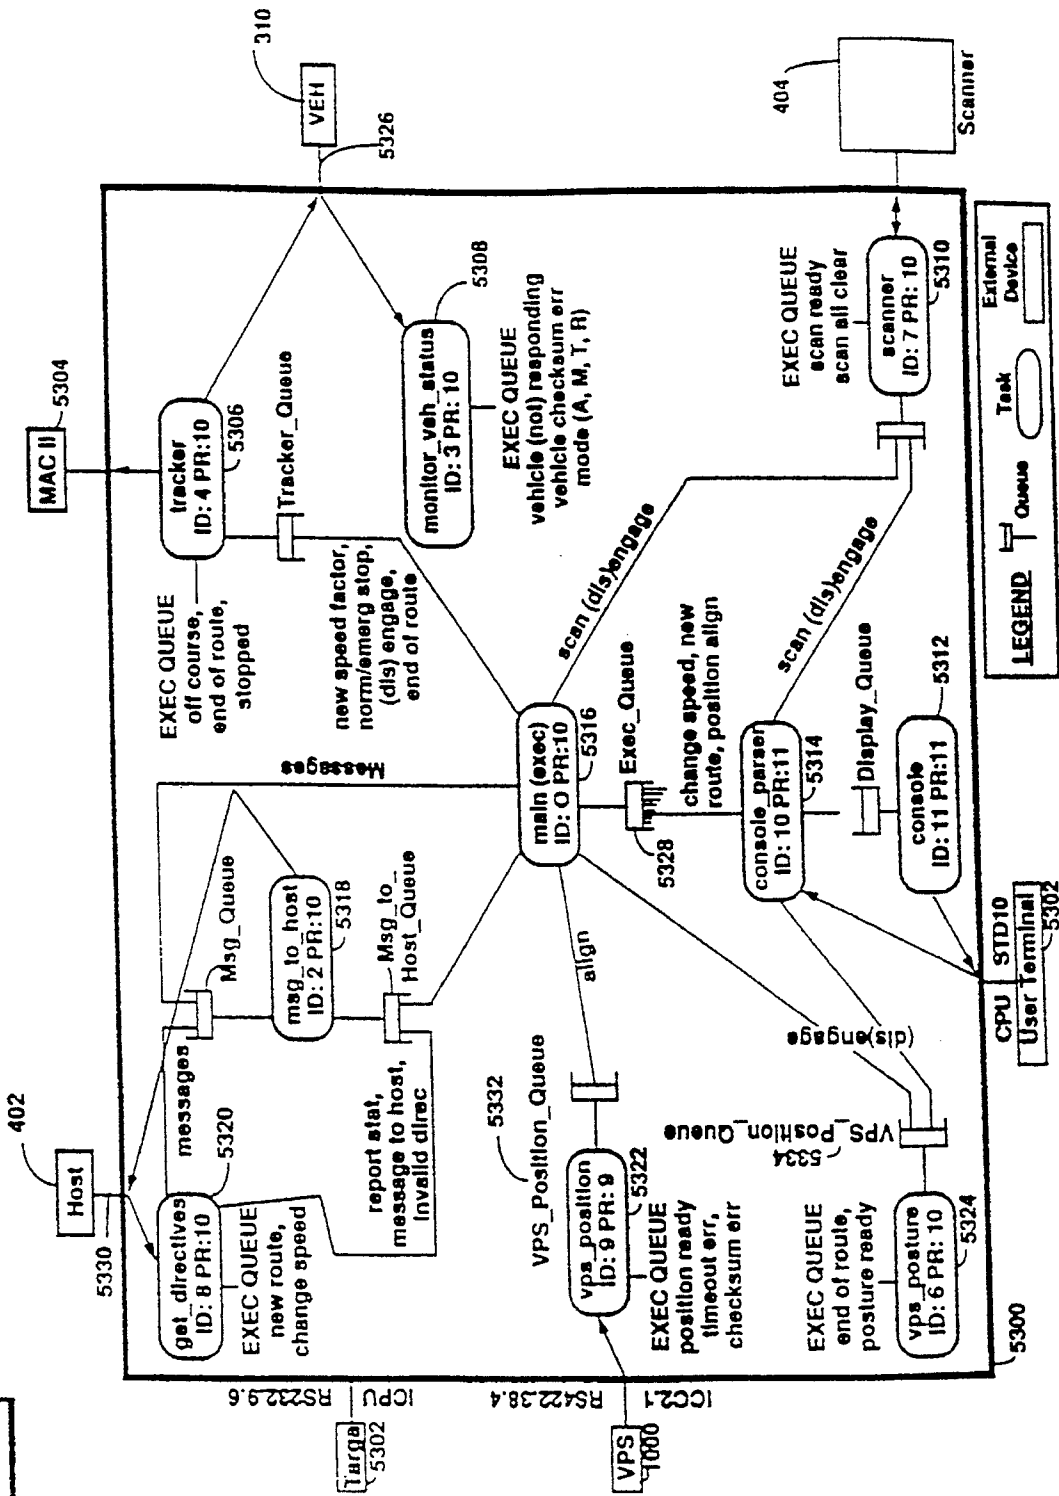 Host
402
5330
MAC II
5304
VEH
310
5326
get_directives
ID: 8 PR:10
5320
EXEC QUEUE
new route,
change speed
messages
Msg_Queue
msg_to_host
ID: 2 PR:10
5318
Msg_to_
Host_Queue
report stat,
message to host,
Invalid direc
Messages
EXEC QUEUE
off course,
end of route,
stopped
tracker
ID: 4 PR:10
5306
Tracker_Queue
new speed factor,
norm/emerg stop,
(dis) engage,
end of route
monitor_veh_status
ID: 3 PR: 10
5308
EXEC QUEUE
vehicle (not) responding
vehicle checksum err
mode (A, M, T, R)
Targa
5302
RS232.9.6
ICPU
RS422.38.4
ICC2.1
VPS
1000
VPS_Position_Queue
5332
vps_position
ID: 9 PR: 9
5322
EXEC QUEUE
position ready
timeout err,
checksum err
align
main (exec)
ID: O PR:10
5316
Exec_Queue
5328
change speed, new
route, position align
scan (dis)engage
scan (dis)engage
EXEC QUEUE
scan ready
scan all clear
scanner
ID: 7 PR: 10
5310
404
Scanner
EXEC QUEUE
end of route,
posture ready
vps_posture
ID: 6 PR: 10
5324
VPS_Position_Queue
5334
(dis)engage
console_parser
ID: 10 PR:11
5314
Display_Queue
console
ID: 11 PR:11
5312
5300
CPU STD10
User Terminal
5302
LEGEND
Queue
Task
External
Device